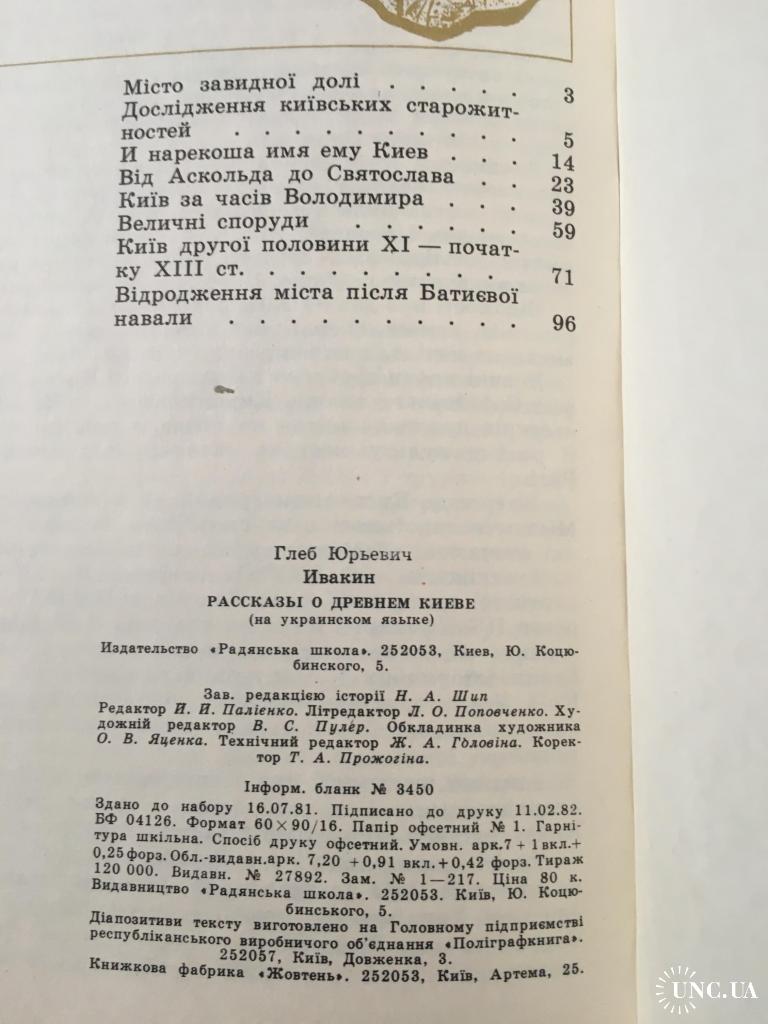 Місто завидної долі . . . . . 3
Дослідження київських старожит-
ностей . . . . . . . . . . 5
И нарекоша имя ему Киев . . . 14
Від Аскольда до Святослава . . 23
Київ за часів Володимира . . . 39
Величні споруди . . . . . . 59
Київ другої половини XI — почат-
ку XIII ст. . . . . . . . . 71
Відродження міста після Батиєвої
навали . . . . . . . . . . 96
Глеб Юрьевич
Ивакин
РАССКАЗЫ О ДРЕВНЕМ КИЕВЕ
(на украинском языке)
Издательство «Радянська школа». 252053, Киев, Ю. Коцю-
бинского, 5.
Зав. редакцією історії Н. А. Шип
Редактор И. И. Палієнко. Літредактор Л. О. Поповченко. Ху-
дожній редактор В. С. Пулєр. Обкладинка художника
О. В. Яценка. Технічний редактор Ж. А. Головіна. Корек-
тор Т. А. Прожогіна.
Інформ. бланк № 3450
Здано до набору 16.07.81. Підписано до друку 11.02.82.
БФ 04126. Формат 60×90/16. Папір офсетний № 1. Гарні-
тура шкільна. Спосіб друку офсетний. Умовн. арк.7 + 1 вкл.+
0,25 форз. Обл.-видавн.арк. 7,20 +0,91 вкл.+0,42 форз. Тираж
120 000. Видавн. № 27892. Зам. № 1—217. Ціна 80 к.
Видавництво «Радянська школа». 252053. Київ, Ю. Коцю-
бинського, 5.
Діапозитиви тексту виготовлено на Головному підприємстві
республіканського виробничого об'єднання «Поліграфкнига».
252057, Київ, Довженка, 3.
Книжкова фабрика «Жовтень». 252053, Київ, Артема, 25.
UNC.UA